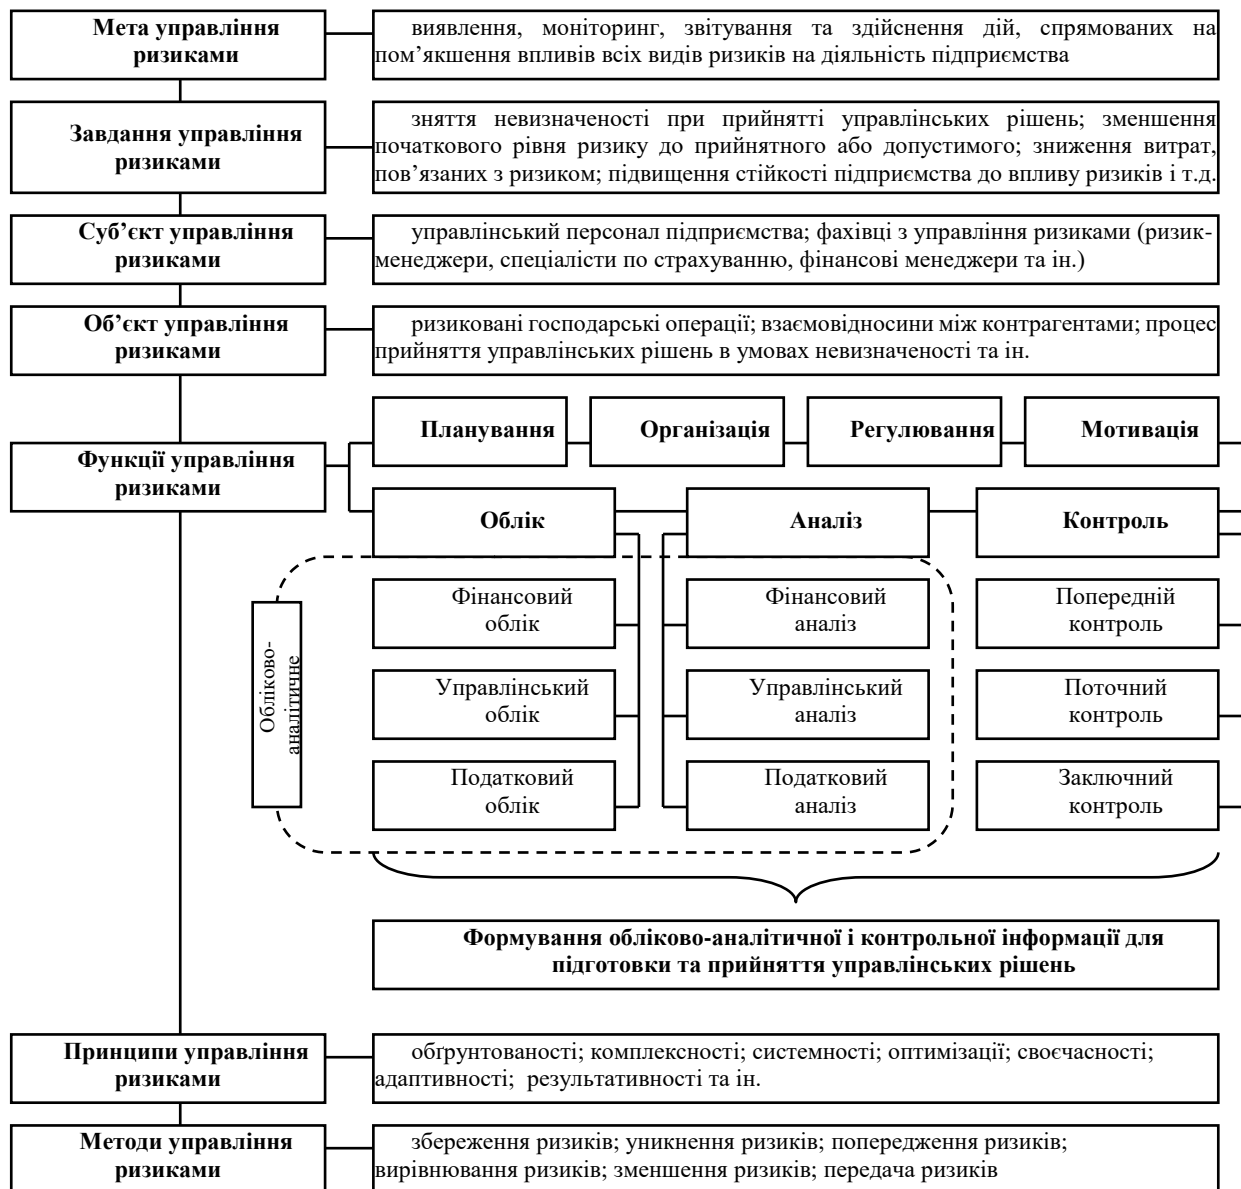 Мета управління
ризиками
виявлення, моніторинг, звітування та здійснення дій, спрямованих на
пом’якшення впливів всіх видів ризиків на діяльність підприємства
Завдання управління
ризиками
зняття невизначеності при прийнятті управлінських рішень; зменшення
початкового рівня ризику до прийнятного або допустимого; зниження витрат,
пов’язаних з ризиком; підвищення стійкості підприємства до впливу ризиків і т.д.
Суб’єкт управління
ризиками
управлінський персонал підприємства; фахівці з управління ризиками (ризик-
менеджери, спеціалісти по страхуванню, фінансові менеджери та ін.)
Об’єкт управління
ризиками
ризиковані господарські операції; взаємовідносини між контрагентами; процес
прийняття управлінських рішень в умовах невизначеності та ін.
Функції управління
ризиками
Планування
Організація
Регулювання
Мотивація
Облік
Аналіз
Контроль
Обліково-
аналітичне
Фінансовий
облік
Фінансовий
аналіз
Попередній
контроль
Управлінський
облік
Управлінський
аналіз
Поточний
контроль
Податковий
облік
Податковий
аналіз
Заключний
контроль
Формування обліково-аналітичної і контрольної інформації для
підготовки та прийняття управлінських рішень
Принципи управління
ризиками
обґрунтованості; комплексності; системності; оптимізації; своєчасності;
адаптивності; результативності та ін.
Методи управління
ризиками
збереження ризиків; уникнення ризиків; попередження ризиків;
вирівнювання ризиків; зменшення ризиків; передача ризиків